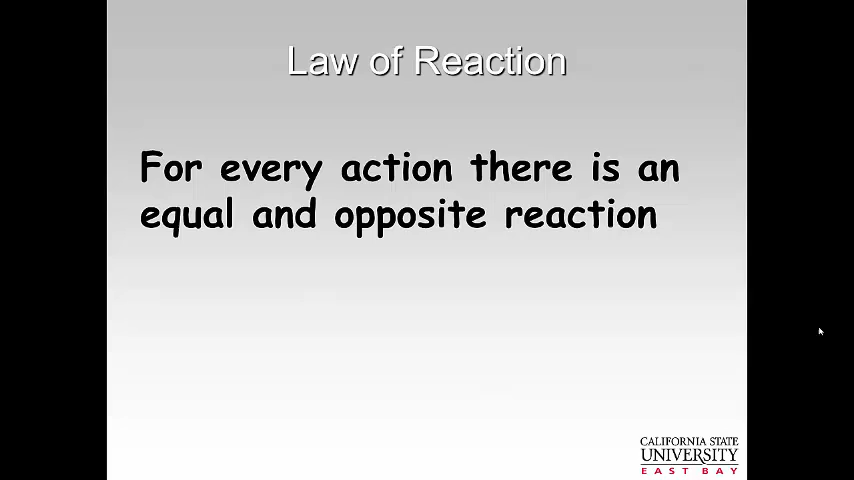 Law of Reaction
For every action there is an
equal and opposite reaction
CALIFORNIA STATE
UNIVERSITY
EAST BAY